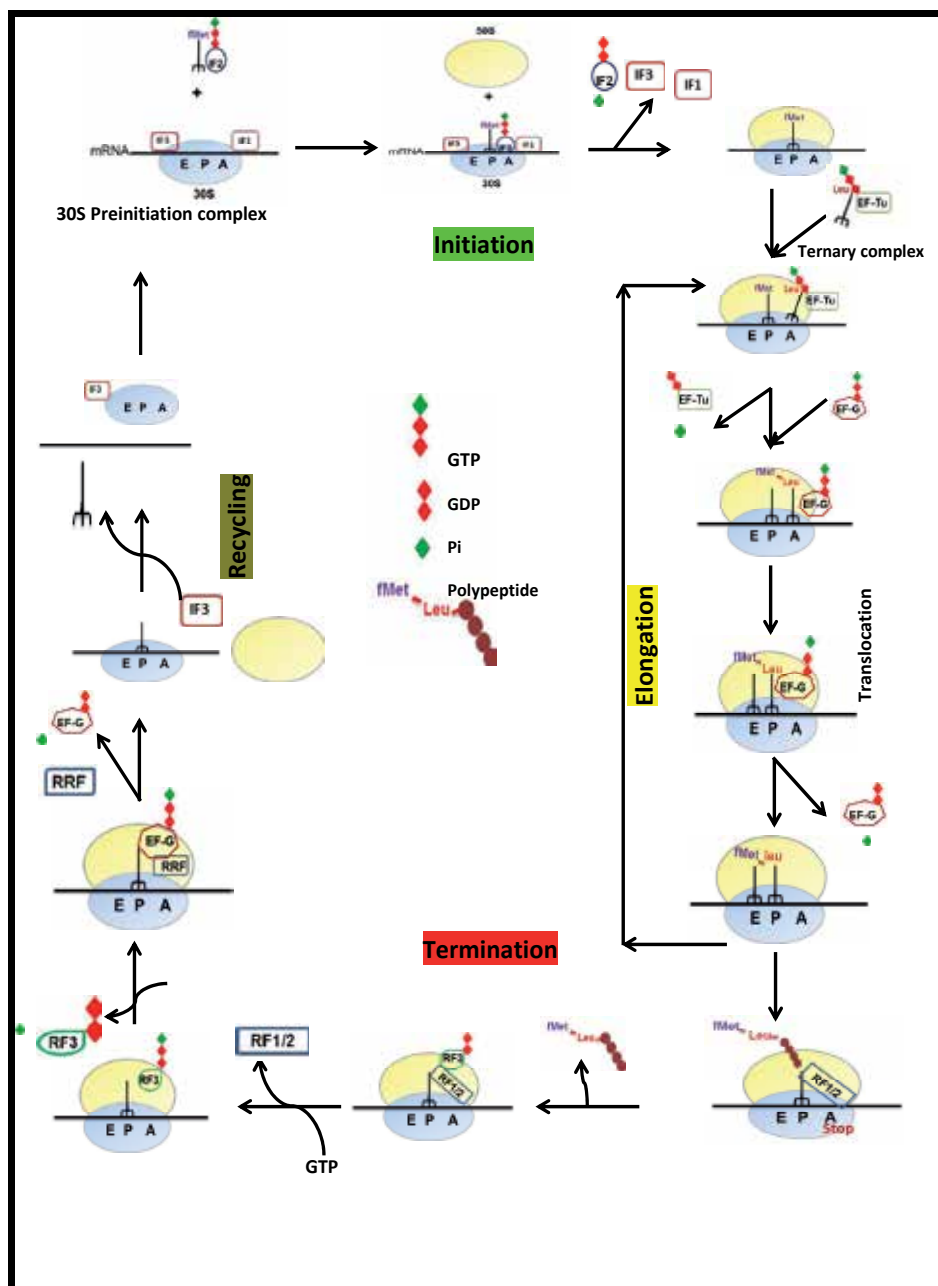 fMet
IF2
+
mRNA
IF3
IF1
E P A
30S
30S Preinitiation complex
50S
+
fMet
mRNA
IF3
IF2
IF1
E P A
30S
IF2
IF3
IF1
fMet
E P A
Leu
EF-Tu
Ternary complex
Initiation
fMet
Leu
EF-Tu
E P A
EF-Tu
EF-G
fMet
Leu
EF-G
E P A
Translocation
Elongation
fMet
Leu
EF-G
E P A
EF-G
fMet
leu
E P A
fMet
Leu
RF1/2
E P A
Stop
fMet
Leu
Termination
RF3
RF1/2
E P A
RF1/2
GTP
RF3
E P A
RF3
EF-G
RRF
E P A
RRF
EF-G
E P A
IF3
Recycling
IF3
E P A
GTP
GDP
Pi
Polypeptide
fMet
Leu